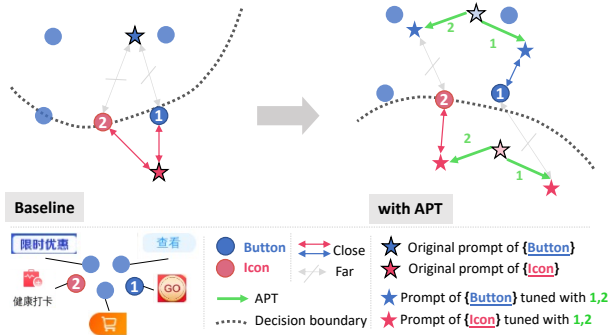 2
1
2
1
2
1
2
1
2
1
Baseline
with APT
限时优惠
查看
2
1
GO
健康打卡
Button
Icon
Close
Far
APT
Decision boundary
Original prompt of {Button}
Original prompt of {Icon}
Prompt of {Button} tuned with 1,2
Prompt of {Icon} tuned with 1,2